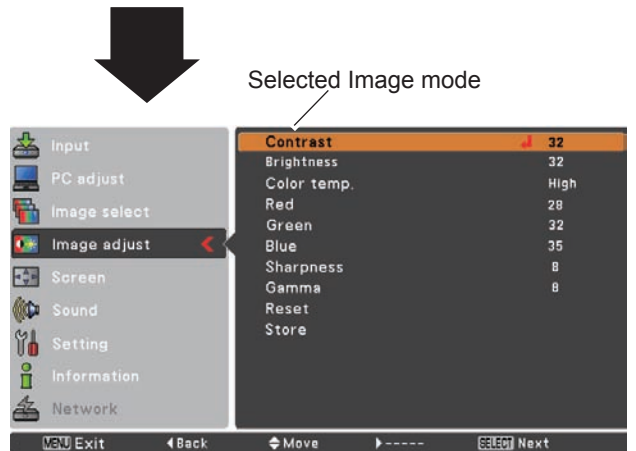 Selected Image mode
Input
PC adjust
Image select
Image adjust
Screen
Sound
Setting
Information
Network
Contrast 32
Brightness 32
Color temp. High
Red 28
Green 32
Blue 35
Sharpness 8
Gamma 8
Reset
Store
MENU Exit ◀Back ◆Move ▶----- SELECT Next